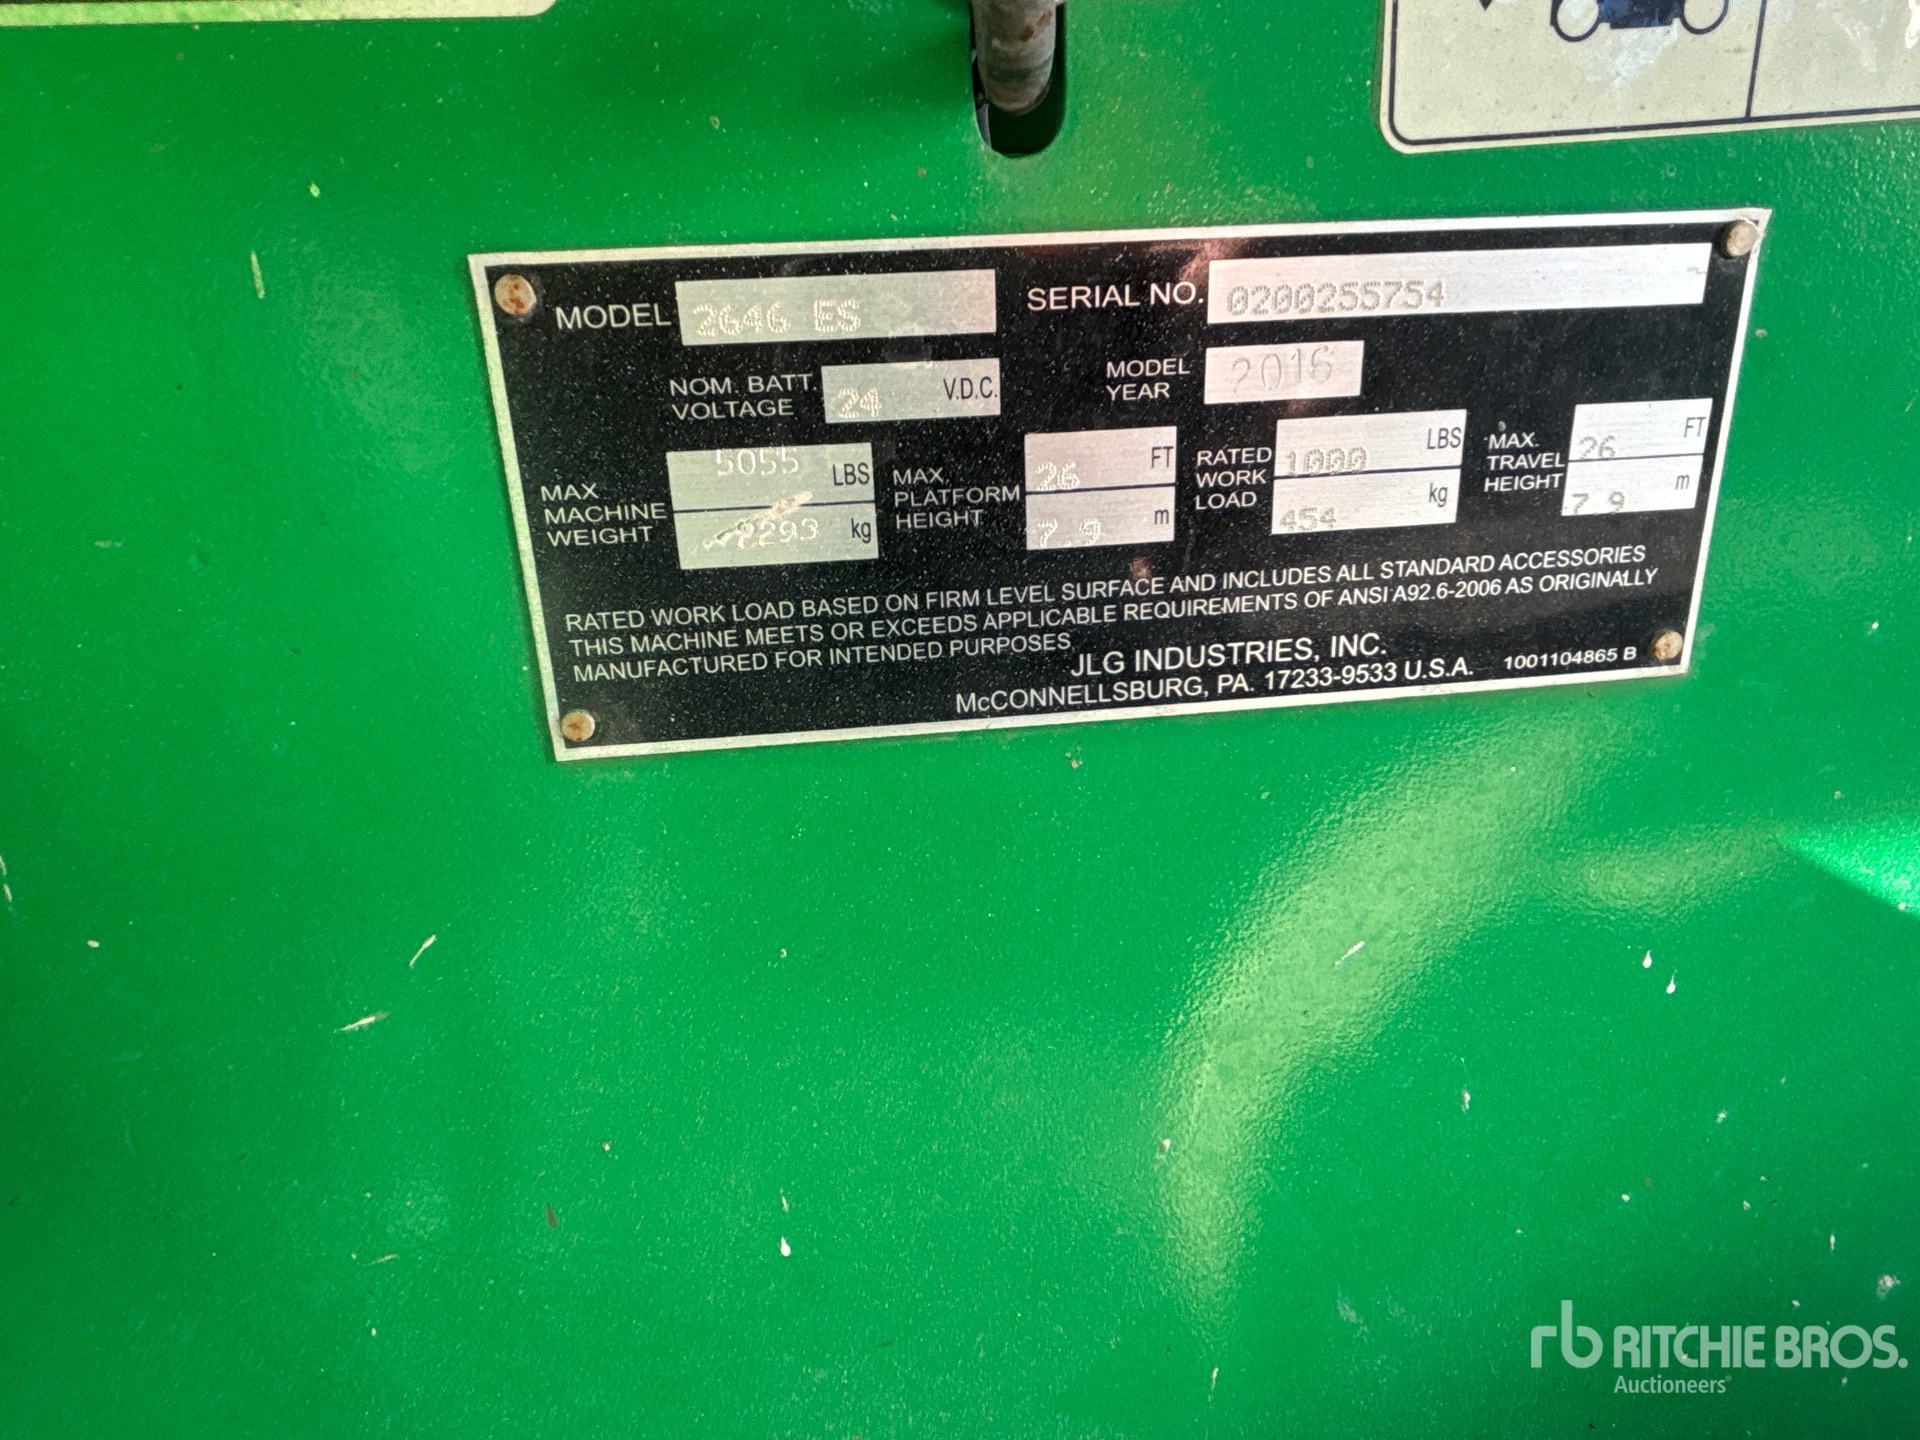 MODEL 2646 ES SERIAL NO. 0200255754
NOM. BATT. VOLTAGE 24 V.D.C. MODEL YEAR 2016
MAX. MACHINE WEIGHT 5055 LBS 2293 kg
MAX. PLATFORM HEIGHT 26 FT 7.9 m
RATED WORK LOAD 1000 LBS 454 kg
MAX. TRAVEL HEIGHT 26 FT 7.9 m
RATED WORK LOAD BASED ON FIRM LEVEL SURFACE AND INCLUDES ALL STANDARD ACCESSORIES
THIS MACHINE MEETS OR EXCEEDS APPLICABLE REQUIREMENTS OF ANSI A92.6-2006 AS ORIGINALLY
MANUFACTURED FOR INTENDED PURPOSES.
JLG INDUSTRIES, INC.
McCONNELLSBURG, PA. 17233-9533 U.S.A. 1001104865 B
rb RITCHIE BROS.
Auctioneers